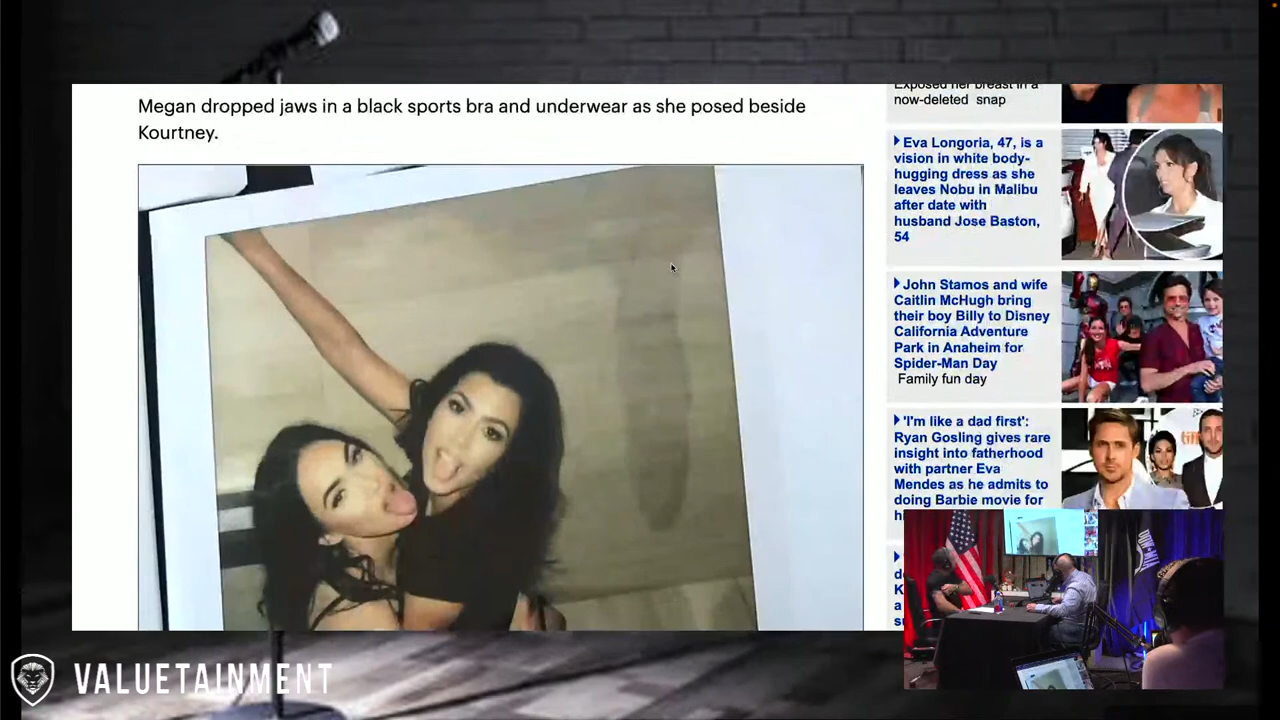 Megan dropped jaws in a black sports bra and underwear as she posed beside
Kourtney.
Exposed her breast in a
now-deleted snap
Eva Longoria, 47, is a
vision in white body-
hugging dress as she
leaves Nobu in Malibu
after date with
husband Jose Baston,
54
John Stamos and wife
Caitlin McHugh bring
their boy Billy to Disney
California Adventure
Park in Anaheim for
Spider-Man Day
Family fun day
'I'm like a dad first':
Ryan Gosling gives rare
insight into fatherhood
with partner Eva
Mendes as he admits to
doing Barbie movie for
VALUETAINMENT